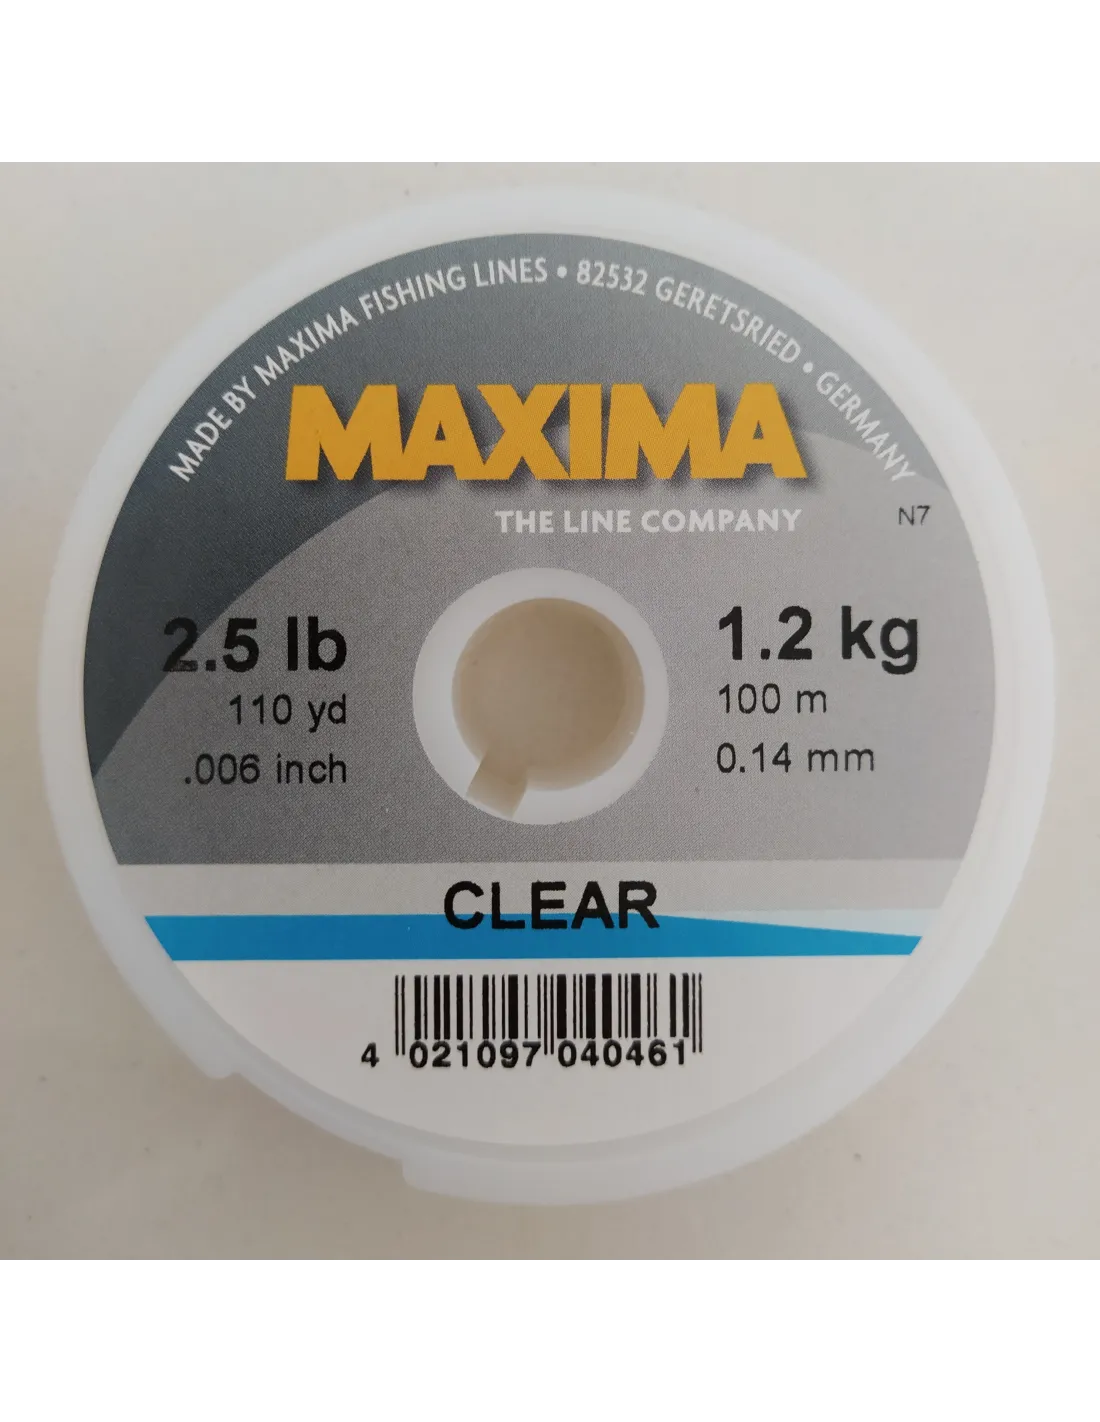 MADE BY MAXIMA FISHING LINES • 82532 GERETSRIED • GERMANY
MAXIMA
THE LINE COMPANY
N7
2.5 lb
110 yd
.006 inch
1.2 kg
100 m
0.14 mm
CLEAR
4 021097 040461